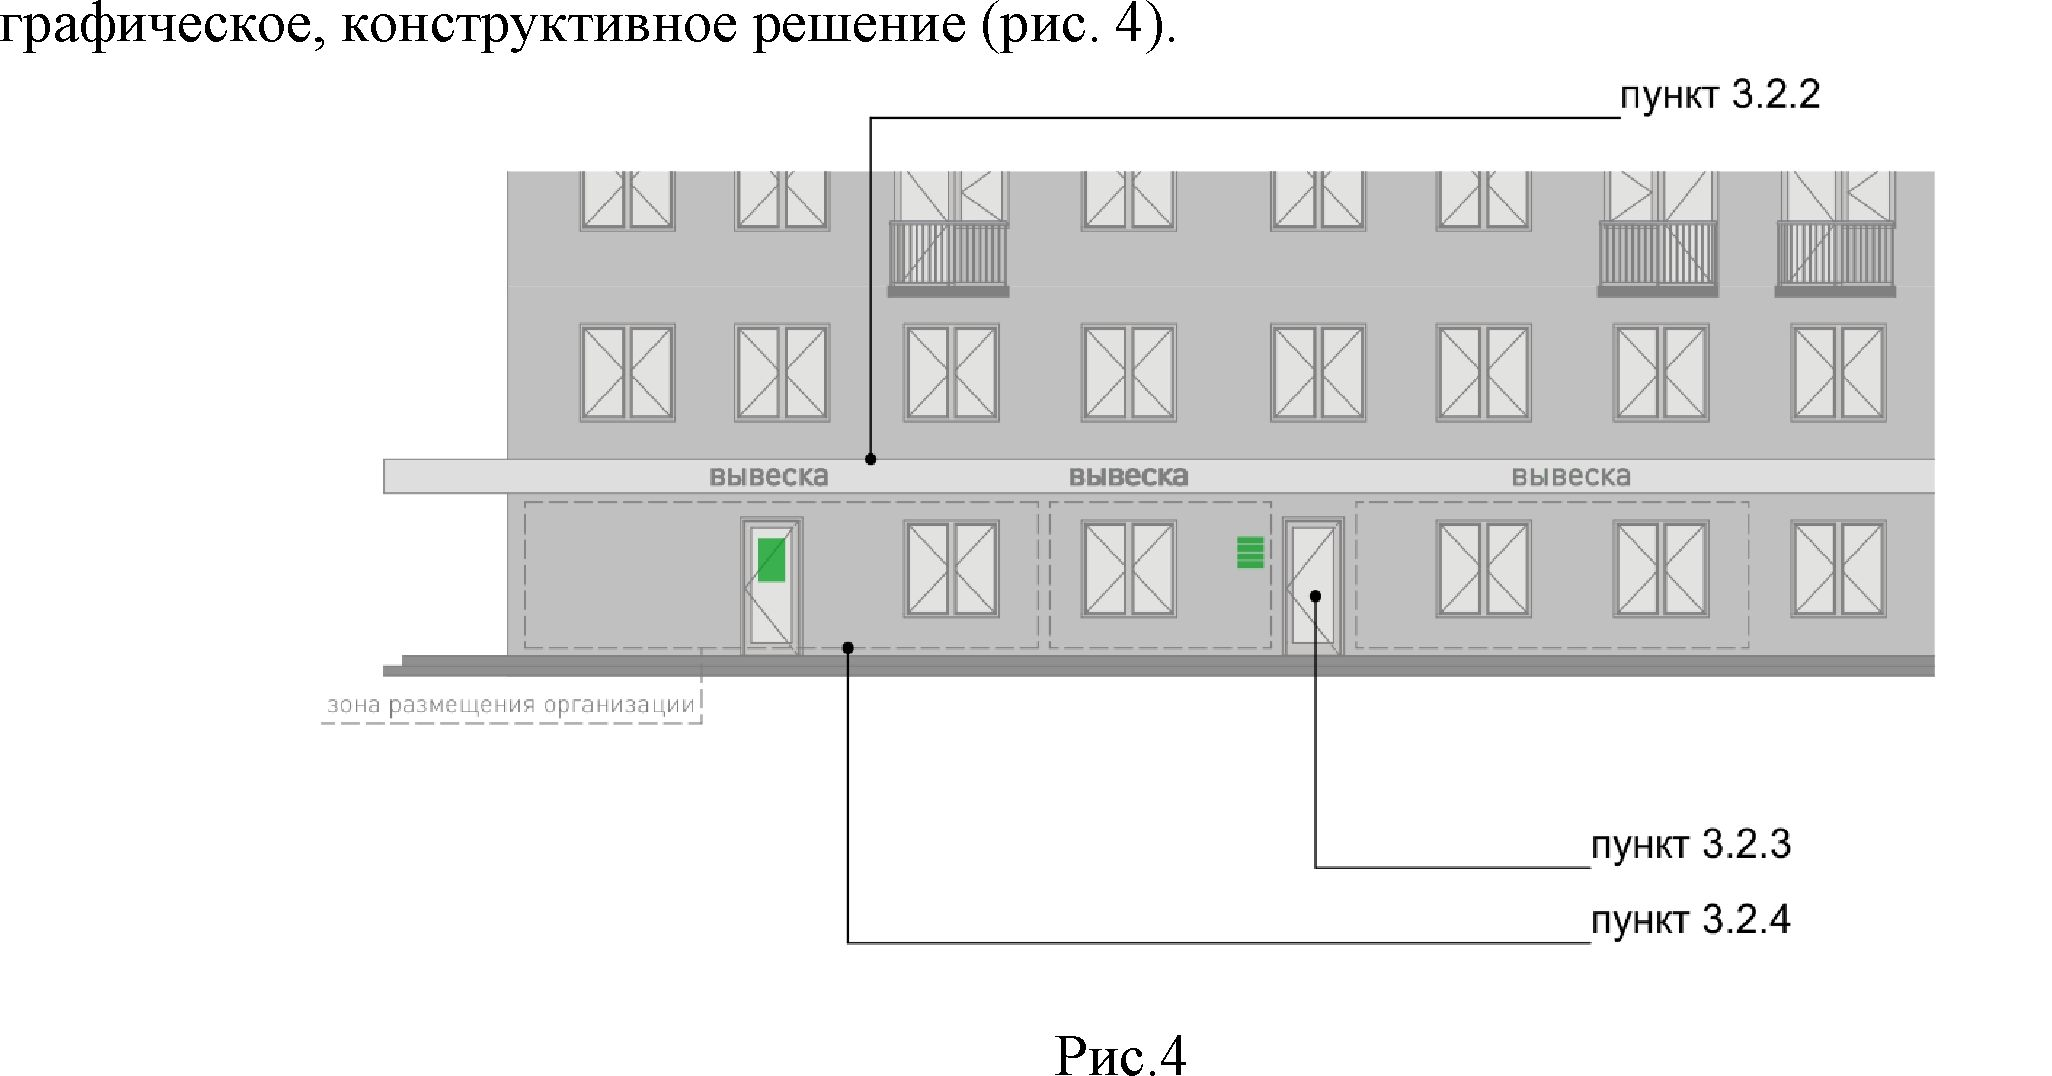 графическое, конструктивное решение (рис. 4).
пункт 3.2.2
вывеска вывеска вывеска
зона размещения организации
пункт 3.2.3
пункт 3.2.4
Рис.4